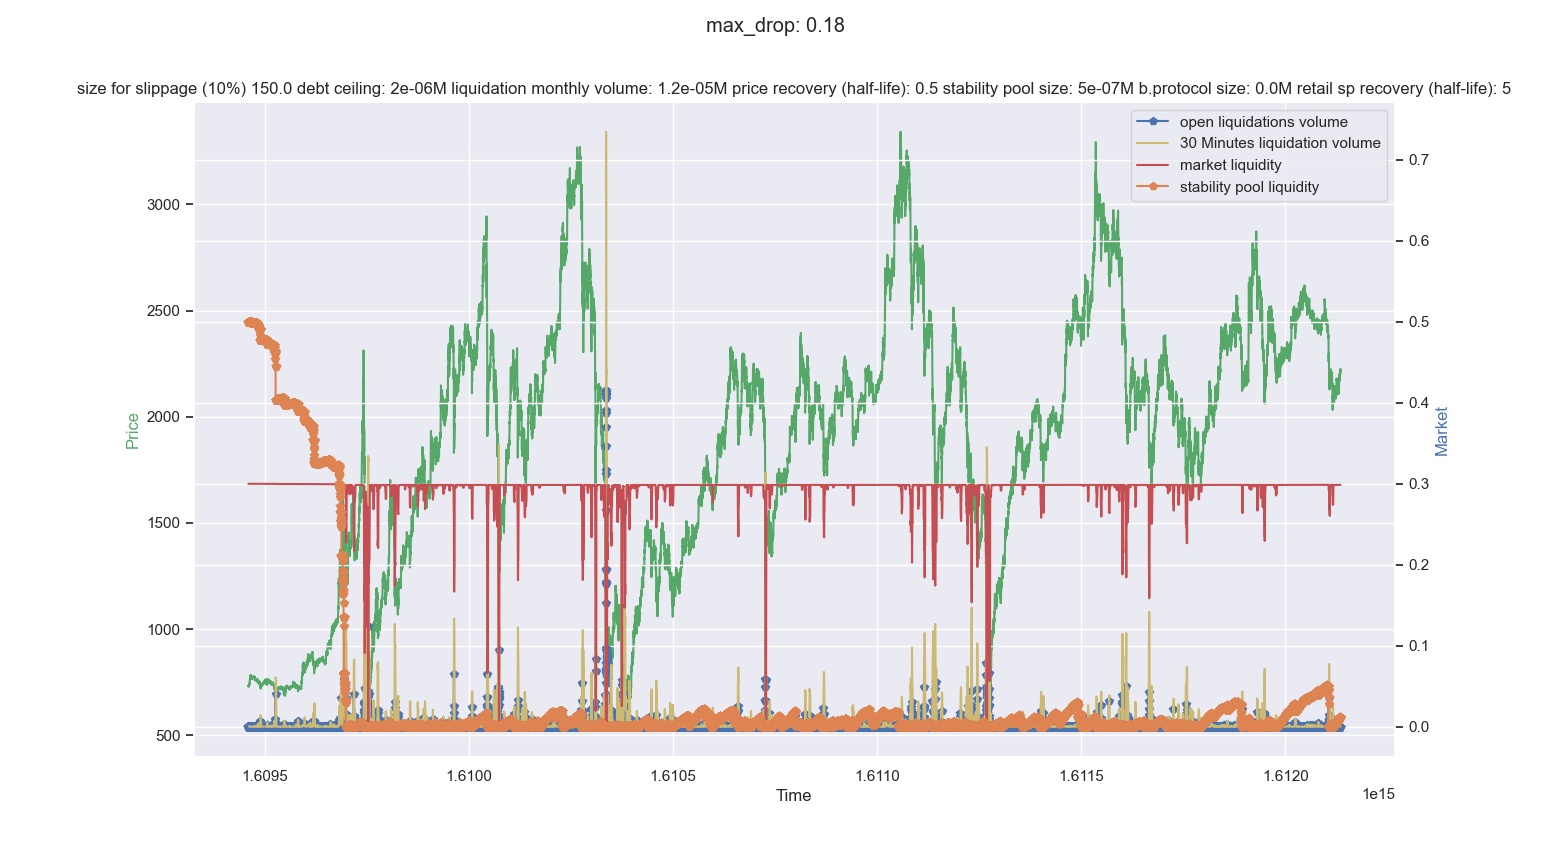 max_drop: 0.18
size for slippage (10%) 150.0 debt ceiling: 2e-06M liquidation monthly volume: 1.2e-05M price recovery (half-life): 0.5 stability pool size: 5e-07M b.protocol size: 0.0M retail sp recovery (half-life): 5
open liquidations volume
30 Minutes liquidation volume
market liquidity
stability pool liquidity
3000
2500
2000
1500
1000
500
Price
0.7
0.6
0.5
0.4
0.3
0.2
0.1
0.0
Market
1.6095
1.6100
1.6105
1.6110
1.6115
1.6120
1e15
Time